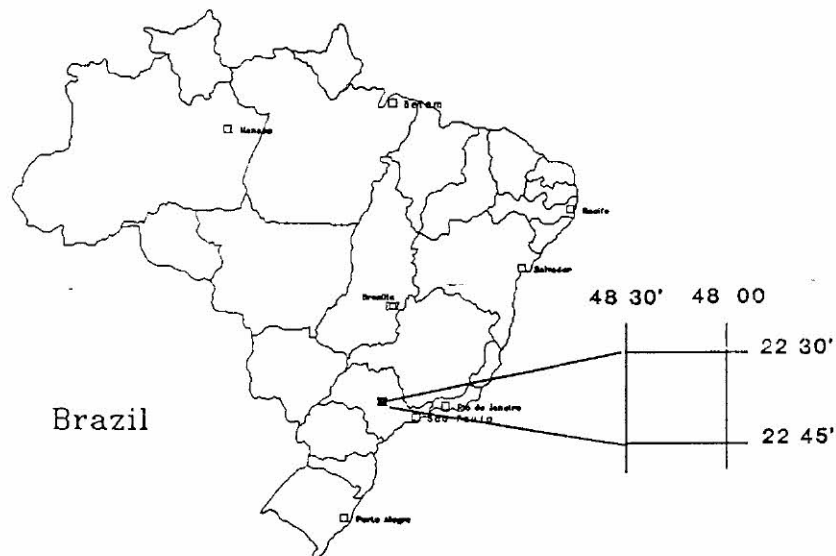 Belem
Manaus
Recife
Salvador
Brasilia
48 30' 48 00
22 30'
Rio de Janeiro
Sao Paulo
Brazil
22 45'
Porto Alegre